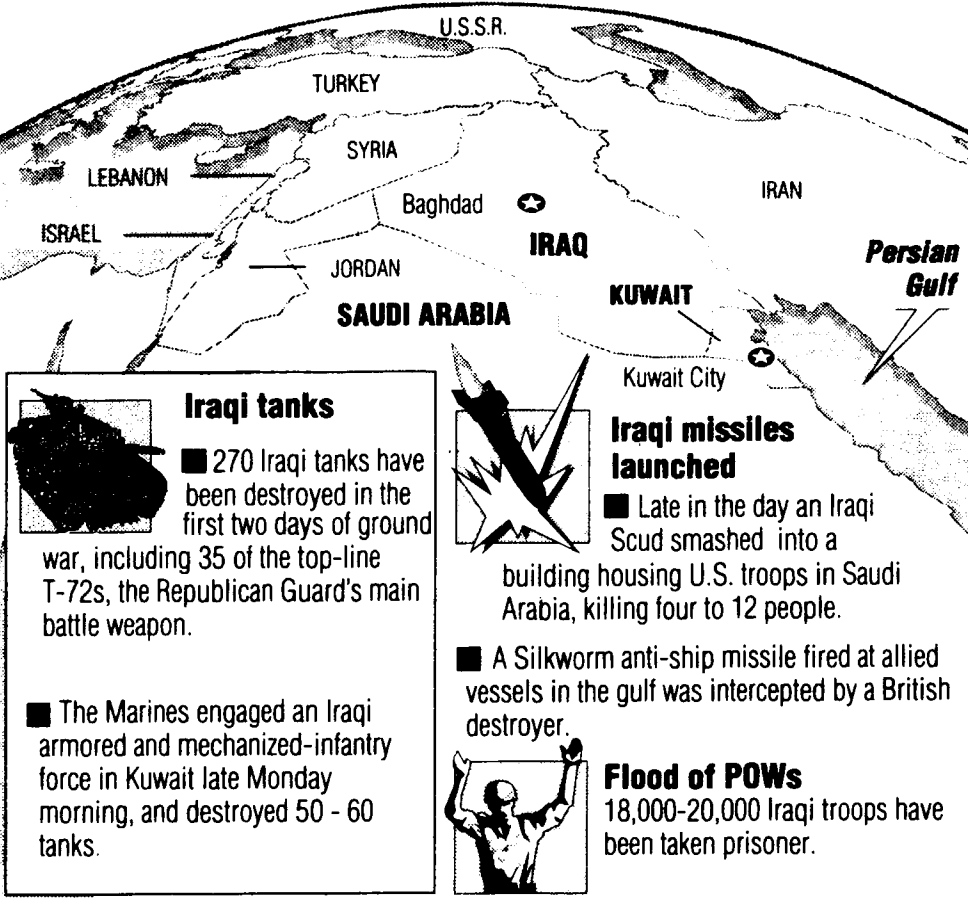 U.S.S.R.
TURKEY
SYRIA
LEBANON
IRAN
Baghdad
ISRAEL
IRAQ
Persian
Gulf
JORDAN
KUWAIT
SAUDI ARABIA
Kuwait City
Iraqi tanks
■ 270 Iraqi tanks have
been destroyed in the
first two days of ground
war, including 35 of the top-line
T-72s, the Republican Guard's main
battle weapon.
■ The Marines engaged an Iraqi
armored and mechanized-infantry
force in Kuwait late Monday
morning, and destroyed 50 - 60
tanks.
Iraqi missiles
launched
■ Late in the day an Iraqi
Scud smashed into a
building housing U.S. troops in Saudi
Arabia, killing four to 12 people.
■ A Silkworm anti-ship missile fired at allied
vessels in the gulf was intercepted by a British
destroyer.
Flood of POWs
18,000-20,000 Iraqi troops have
been taken prisoner.